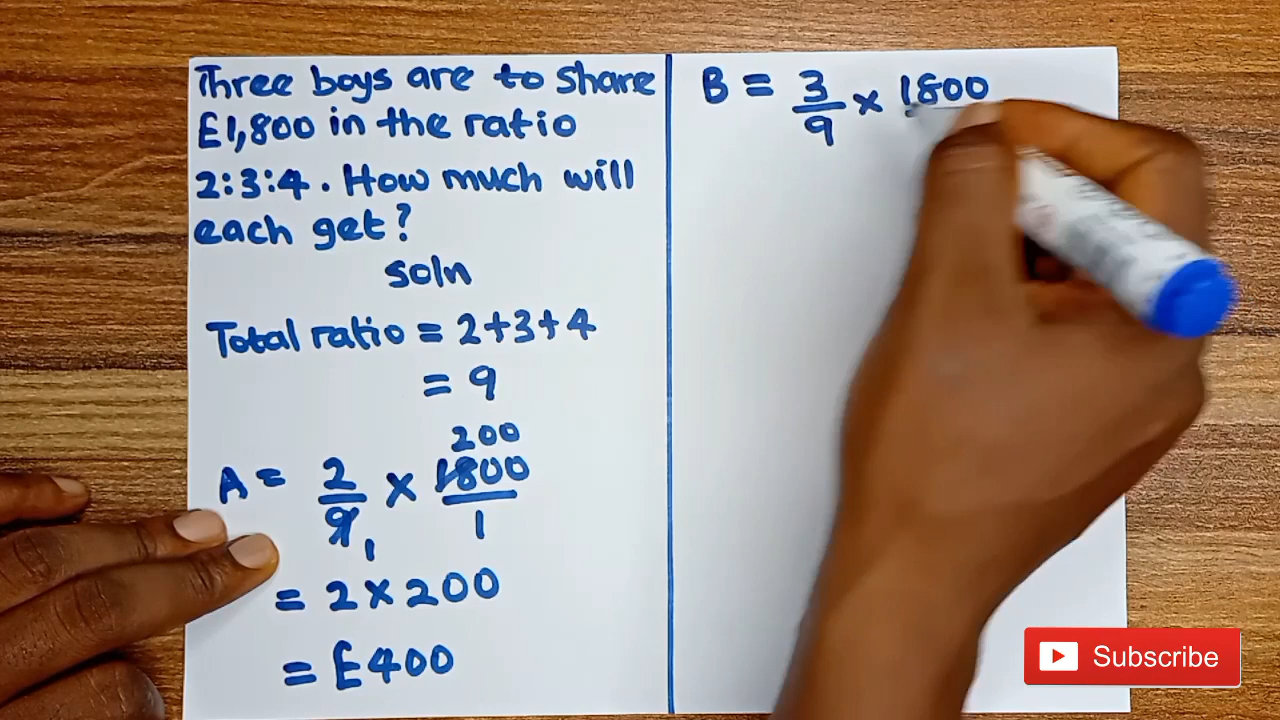 Three boys are to share
£1,800 in the ratio
2:3:4. How much will
each get?
soln
Total ratio = 2+3+4
= 9
200
A = 2/9 × 1800/1
1
= 2×200
= £400
B = 3/9 × 1800
Subscribe